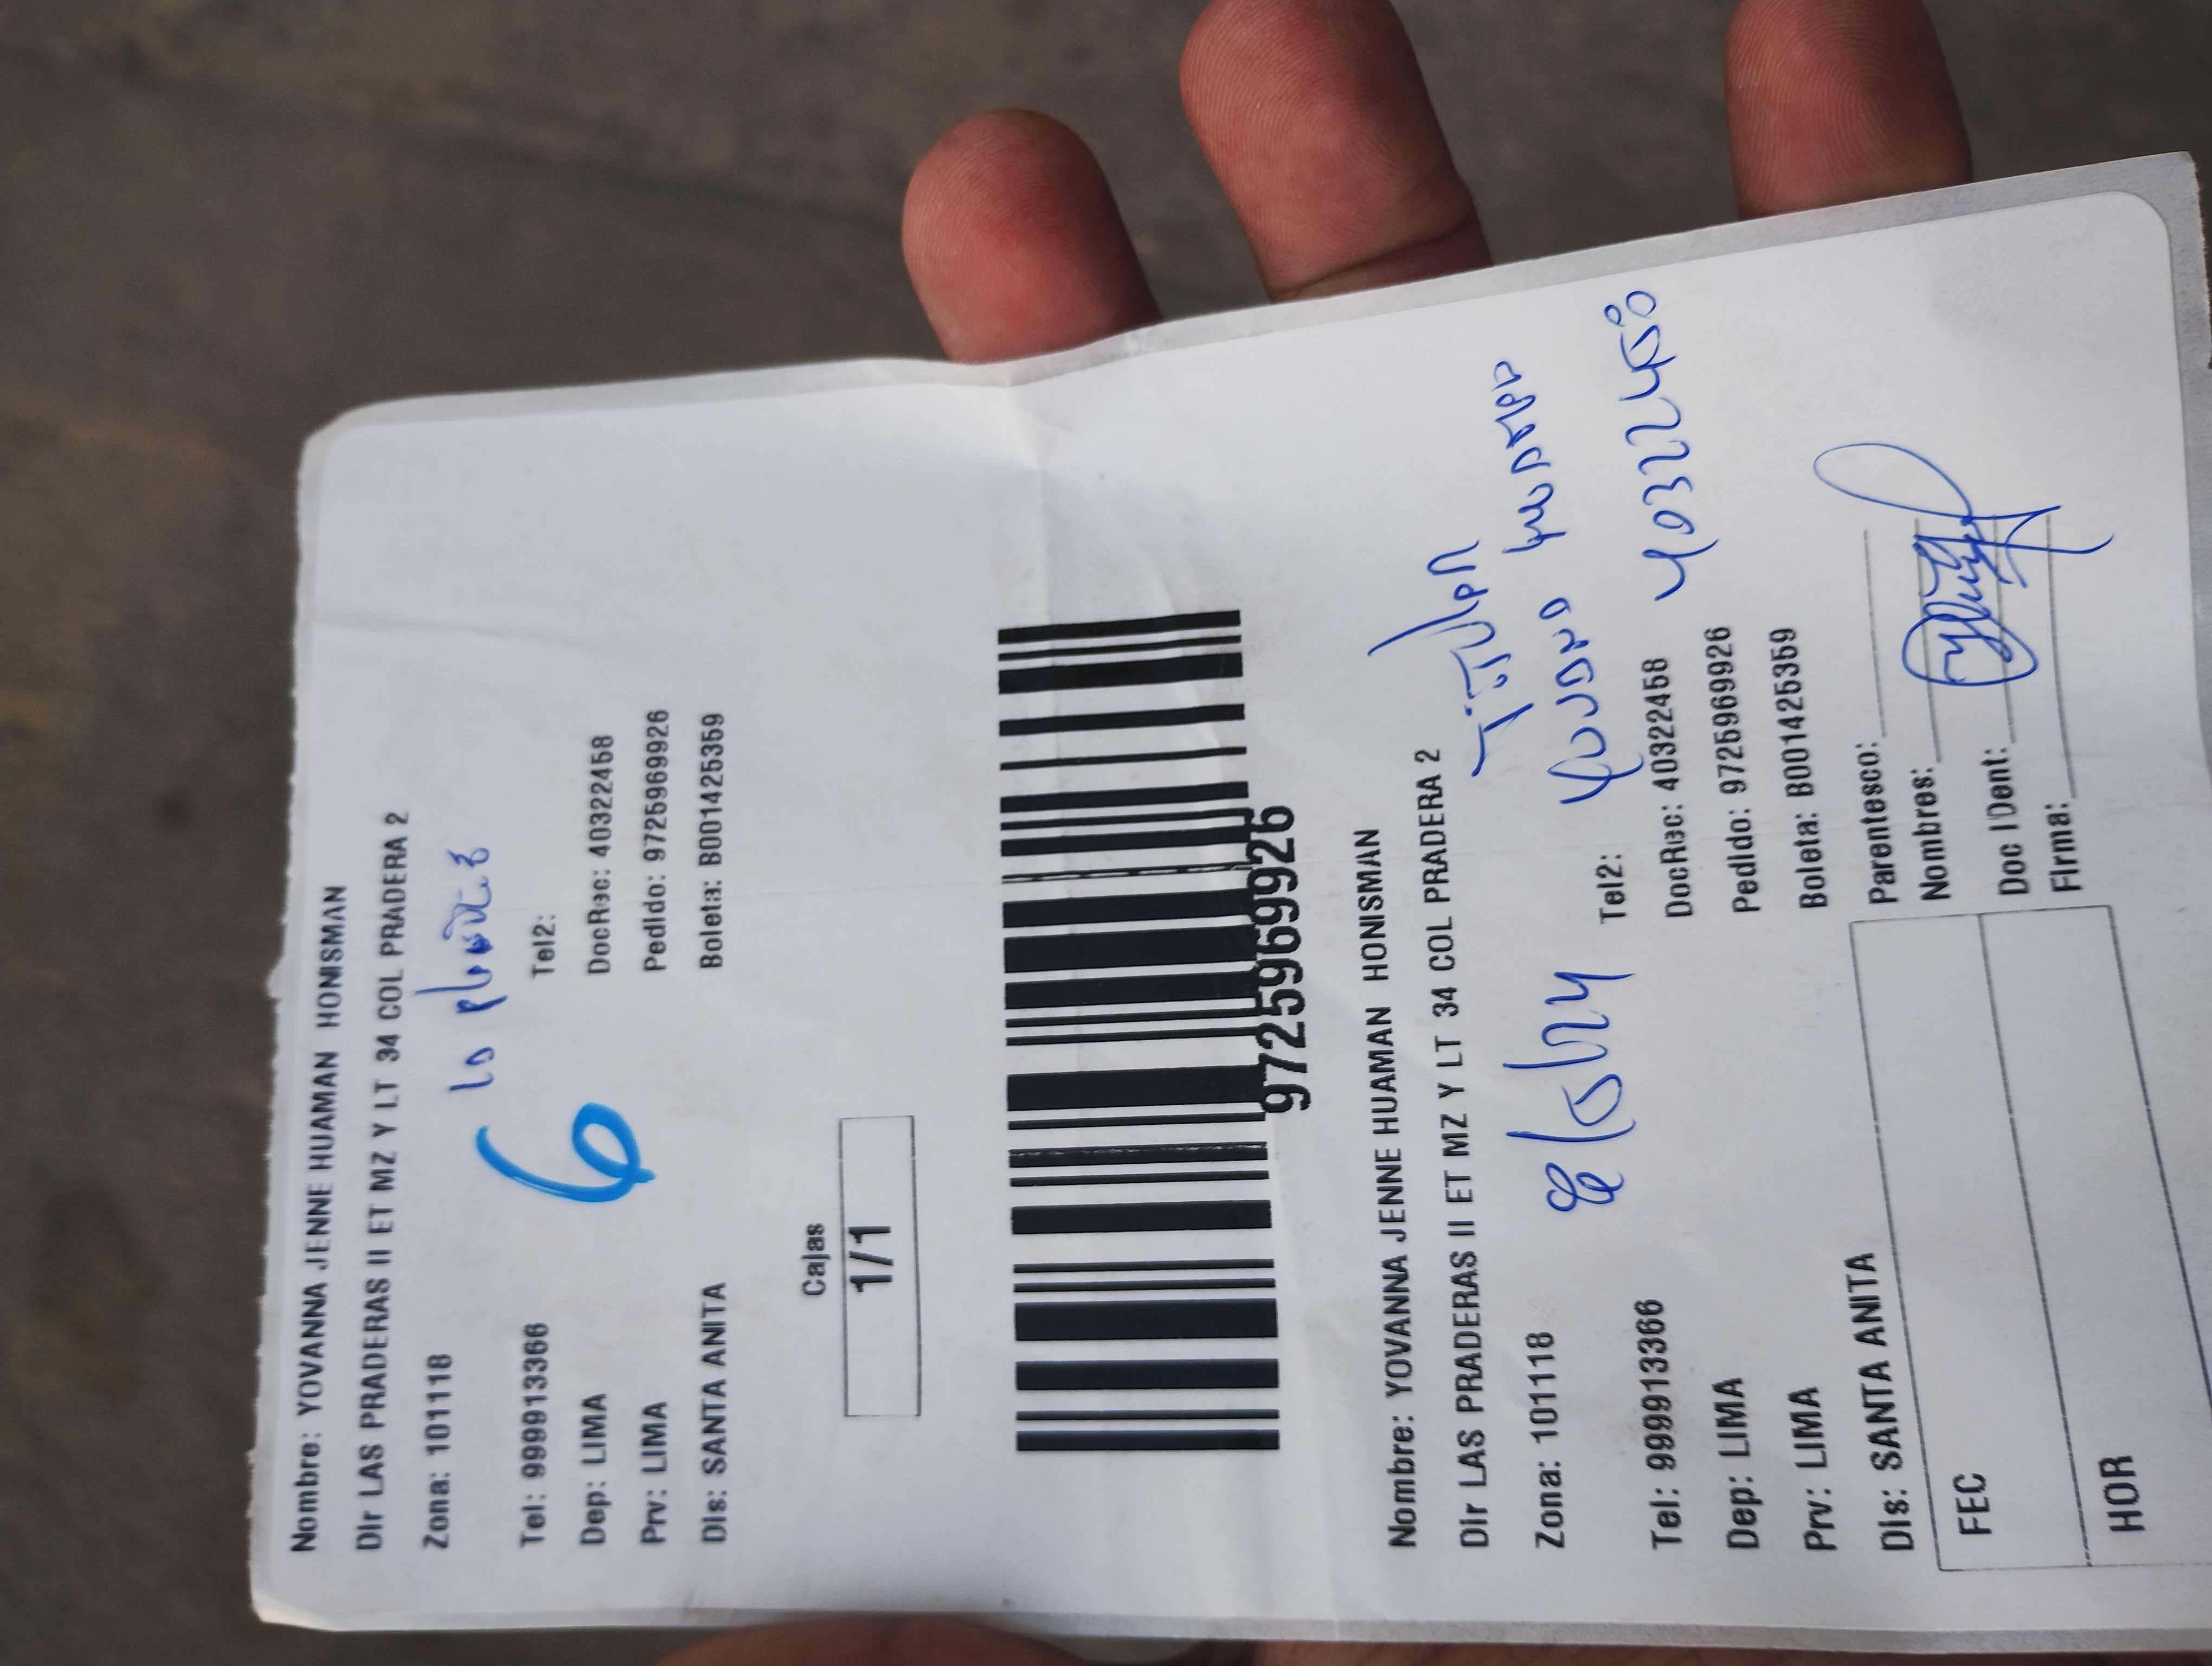 Nombre: YOVANNA JENNE HUAMAN HONISMAN
Dir LAS PRADERAS II ET MZ Y LT 34 COL PRADERA 2
Zona: 101118
6
Tel: 999913366 Tel2:
Dep: LIMA DocRec: 40322458
Prv: LIMA Pedido: 9725969926
Dis: SANTA ANITA Boleta: B001425359
Cajas
1/1
9725969926
Nombre: YOVANNA JENNE HUAMAN HONISMAN
Dir LAS PRADERAS II ET MZ Y LT 34 COL PRADERA 2
Titular
Zona: 101118
Tel: 999913366 Tel2:
Dep: LIMA DocRec: 40322458
Prv: LIMA Pedido: 9725969926
Dis: SANTA ANITA Boleta: B001425359
FEC Parentesco:
Nombres:
HOR Doc IDent:
Firma: